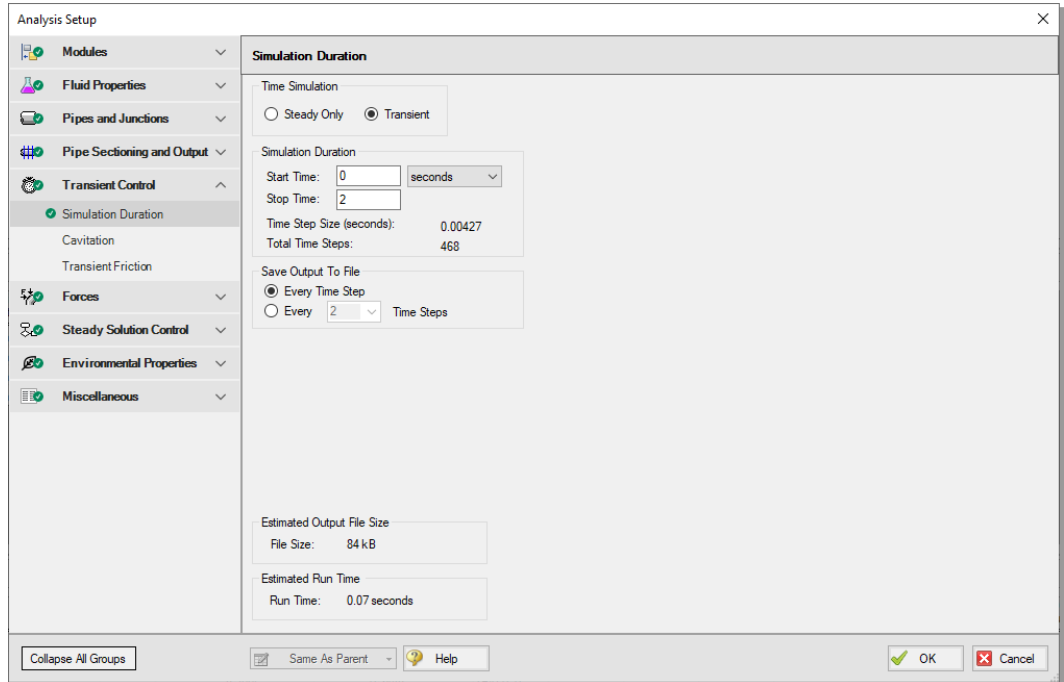 Analysis Setup
Modules
Fluid Properties
Pipes and Junctions
Pipe Sectioning and Output
Transient Control
Simulation Duration
Cavitation
Transient Friction
Forces
Steady Solution Control
Environmental Properties
Miscellaneous
Collapse All Groups
Simulation Duration
Time Simulation
Steady Only Transient
Simulation Duration
Start Time: 0 seconds
Stop Time: 2
Time Step Size (seconds): 0.00427
Total Time Steps: 468
Save Output To File
Every Time Step
Every 2 Time Steps
Estimated Output File Size
File Size: 84 kB
Estimated Run Time
Run Time: 0.07 seconds
Same As Parent Help OK Cancel